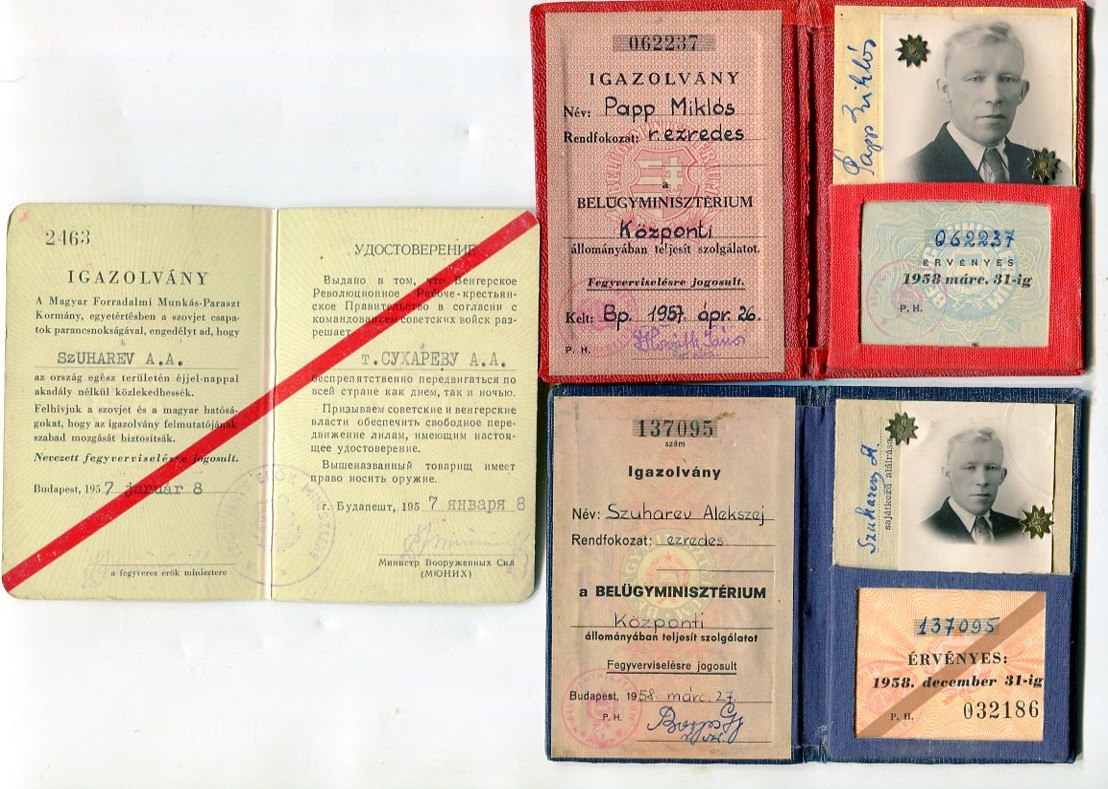 2463
IGAZOLVÁNY
A Magyar Forradalmi Munkás-Paraszt
Kormány, egyetértésben a szovjet csapa-
tok parancsnokságával, engedélyt ad, hogy
SzUHAREV A.A.
az ország egész területén éjjel-nappal
akadály nélkül közlekedhessék.
Felhívjuk a szovjet és a magyar hatósá-
gokat, hogy az igazolvány felmutatójának
szabad mozgását biztosítsák.
Nevezett fegyverviselésre jogosult.
Budapest, 1957 január 8
a fegyveres erők minisztere
УДОСТОВЕРЕНИЕ
Выдано в том, что Венгерское
Революционное Рабоче-крестьян-
ское Правительство в согласии с
командованием советских войск раз-
решает
т.СУХАРЕВУ А.А.
беспрепятственно передвигаться по
всей стране как днем, так и ночью.
Призываем советские и венгерские
власти обеспечить свободное пере-
движение лилам, имеющим настоя-
щее удостоверение.
Вышеназванный товарищ имеет
право носить оружие.
г. Будапешт, 1957 января 8
Министр Вооруженных Сил
(МЮНИХ)
062237
IGAZOLVÁNY
Név: Papp Miklós
Rendfokozat: r. ezredes
a
BELÜGYMINISZTÉRIUM
Központi
állományában teljesít szolgálatot.
Fegyverviselésre jogosult.
Kelt: Bp. 1957. ápr. 26.
P. H. Horváth János
Papp Miklós
062237
ÉRVÉNYES
1958 márc. 31-ig
P. H.
137095
szám
Igazolvány
Név: Szuharev Alekszej
Rendfokozat: ezredes
a BELÜGYMINISZTÉRIUM
Központi
állományában teljesít szolgálatot
Fegyverviselésre jogosult
Budapest, 1958. márc. 27.
P. H.
Szuharev A.
sajátkezű aláírása
137095
ÉRVÉNYES:
1958. december 31-ig
P. H. 032186